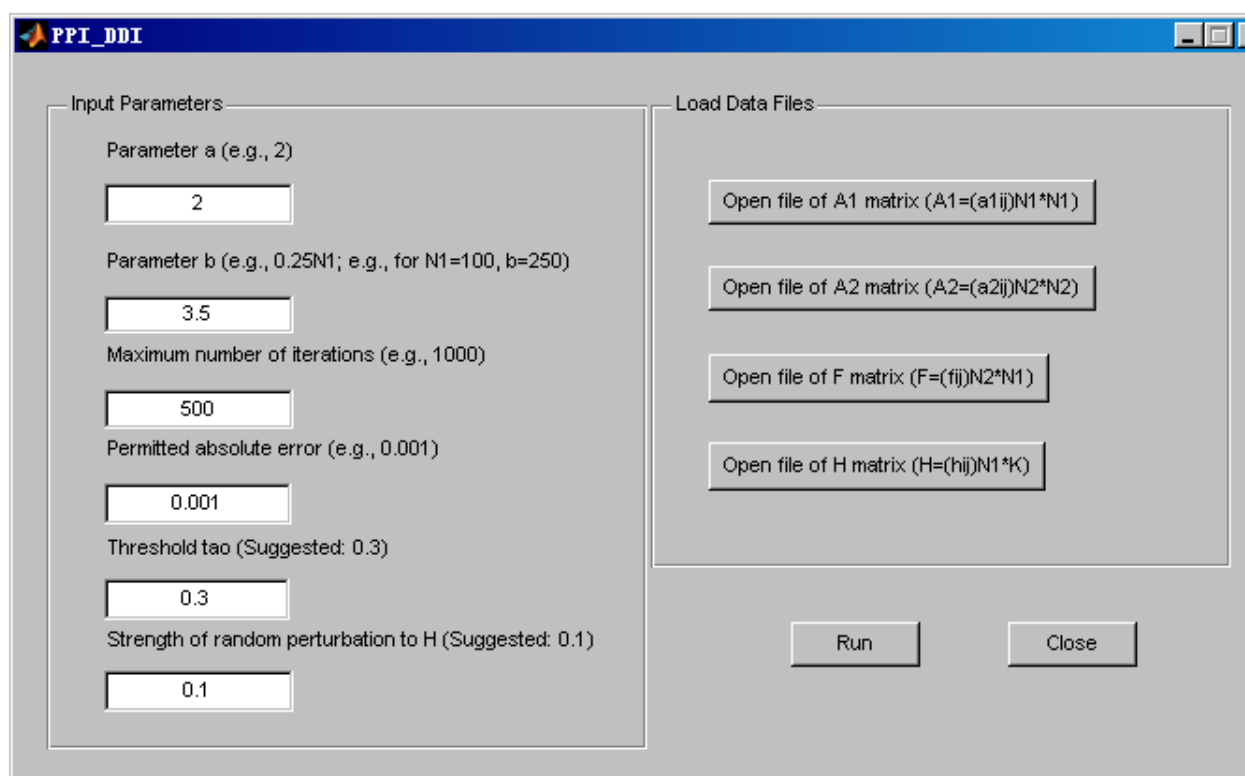 PPI_DDI
Input Parameters
Parameter a (e.g., 2)
2
Parameter b (e.g., 0.25N1; e.g., for N1=100, b=250)
3.5
Maximum number of iterations (e.g., 1000)
500
Permitted absolute error (e.g., 0.001)
0.001
Threshold tao (Suggested: 0.3)
0.3
Strength of random perturbation to H (Suggested: 0.1)
0.1
Load Data Files
Open file of A1 matrix (A1=(a1ij)N1*N1)
Open file of A2 matrix (A2=(a2ij)N2*N2)
Open file of F matrix (F=(fij)N2*N1)
Open file of H matrix (H=(hij)N1*K)
Run
Close